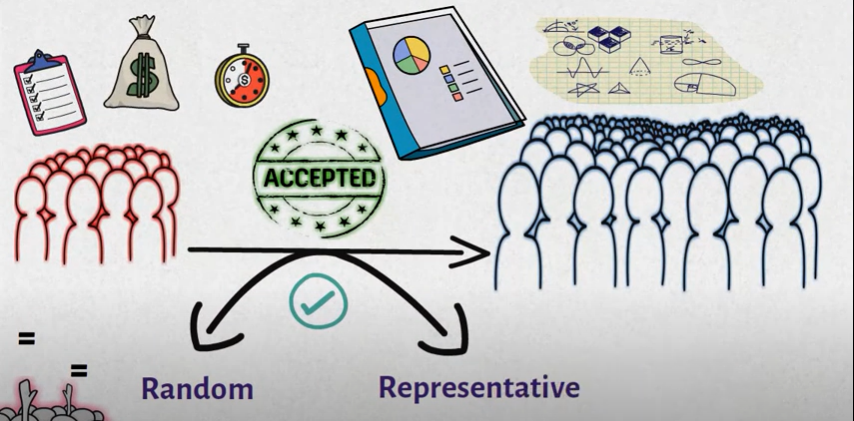 $
S
ACCEPTED
=
=
Random
Representative